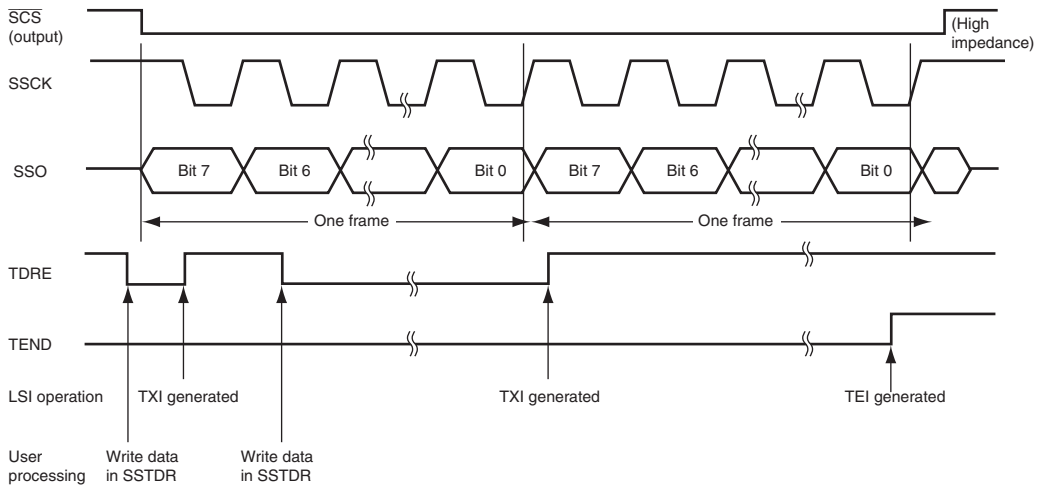 SCS
(output)
(High
impedance)
SSCK
SSO
Bit 7
Bit 6
Bit 0
Bit 7
Bit 6
Bit 0
One frame
One frame
TDRE
TEND
LSI operation
TXI generated
TXI generated
TEI generated
User
processing
Write data
in SSTDR
Write data
in SSTDR